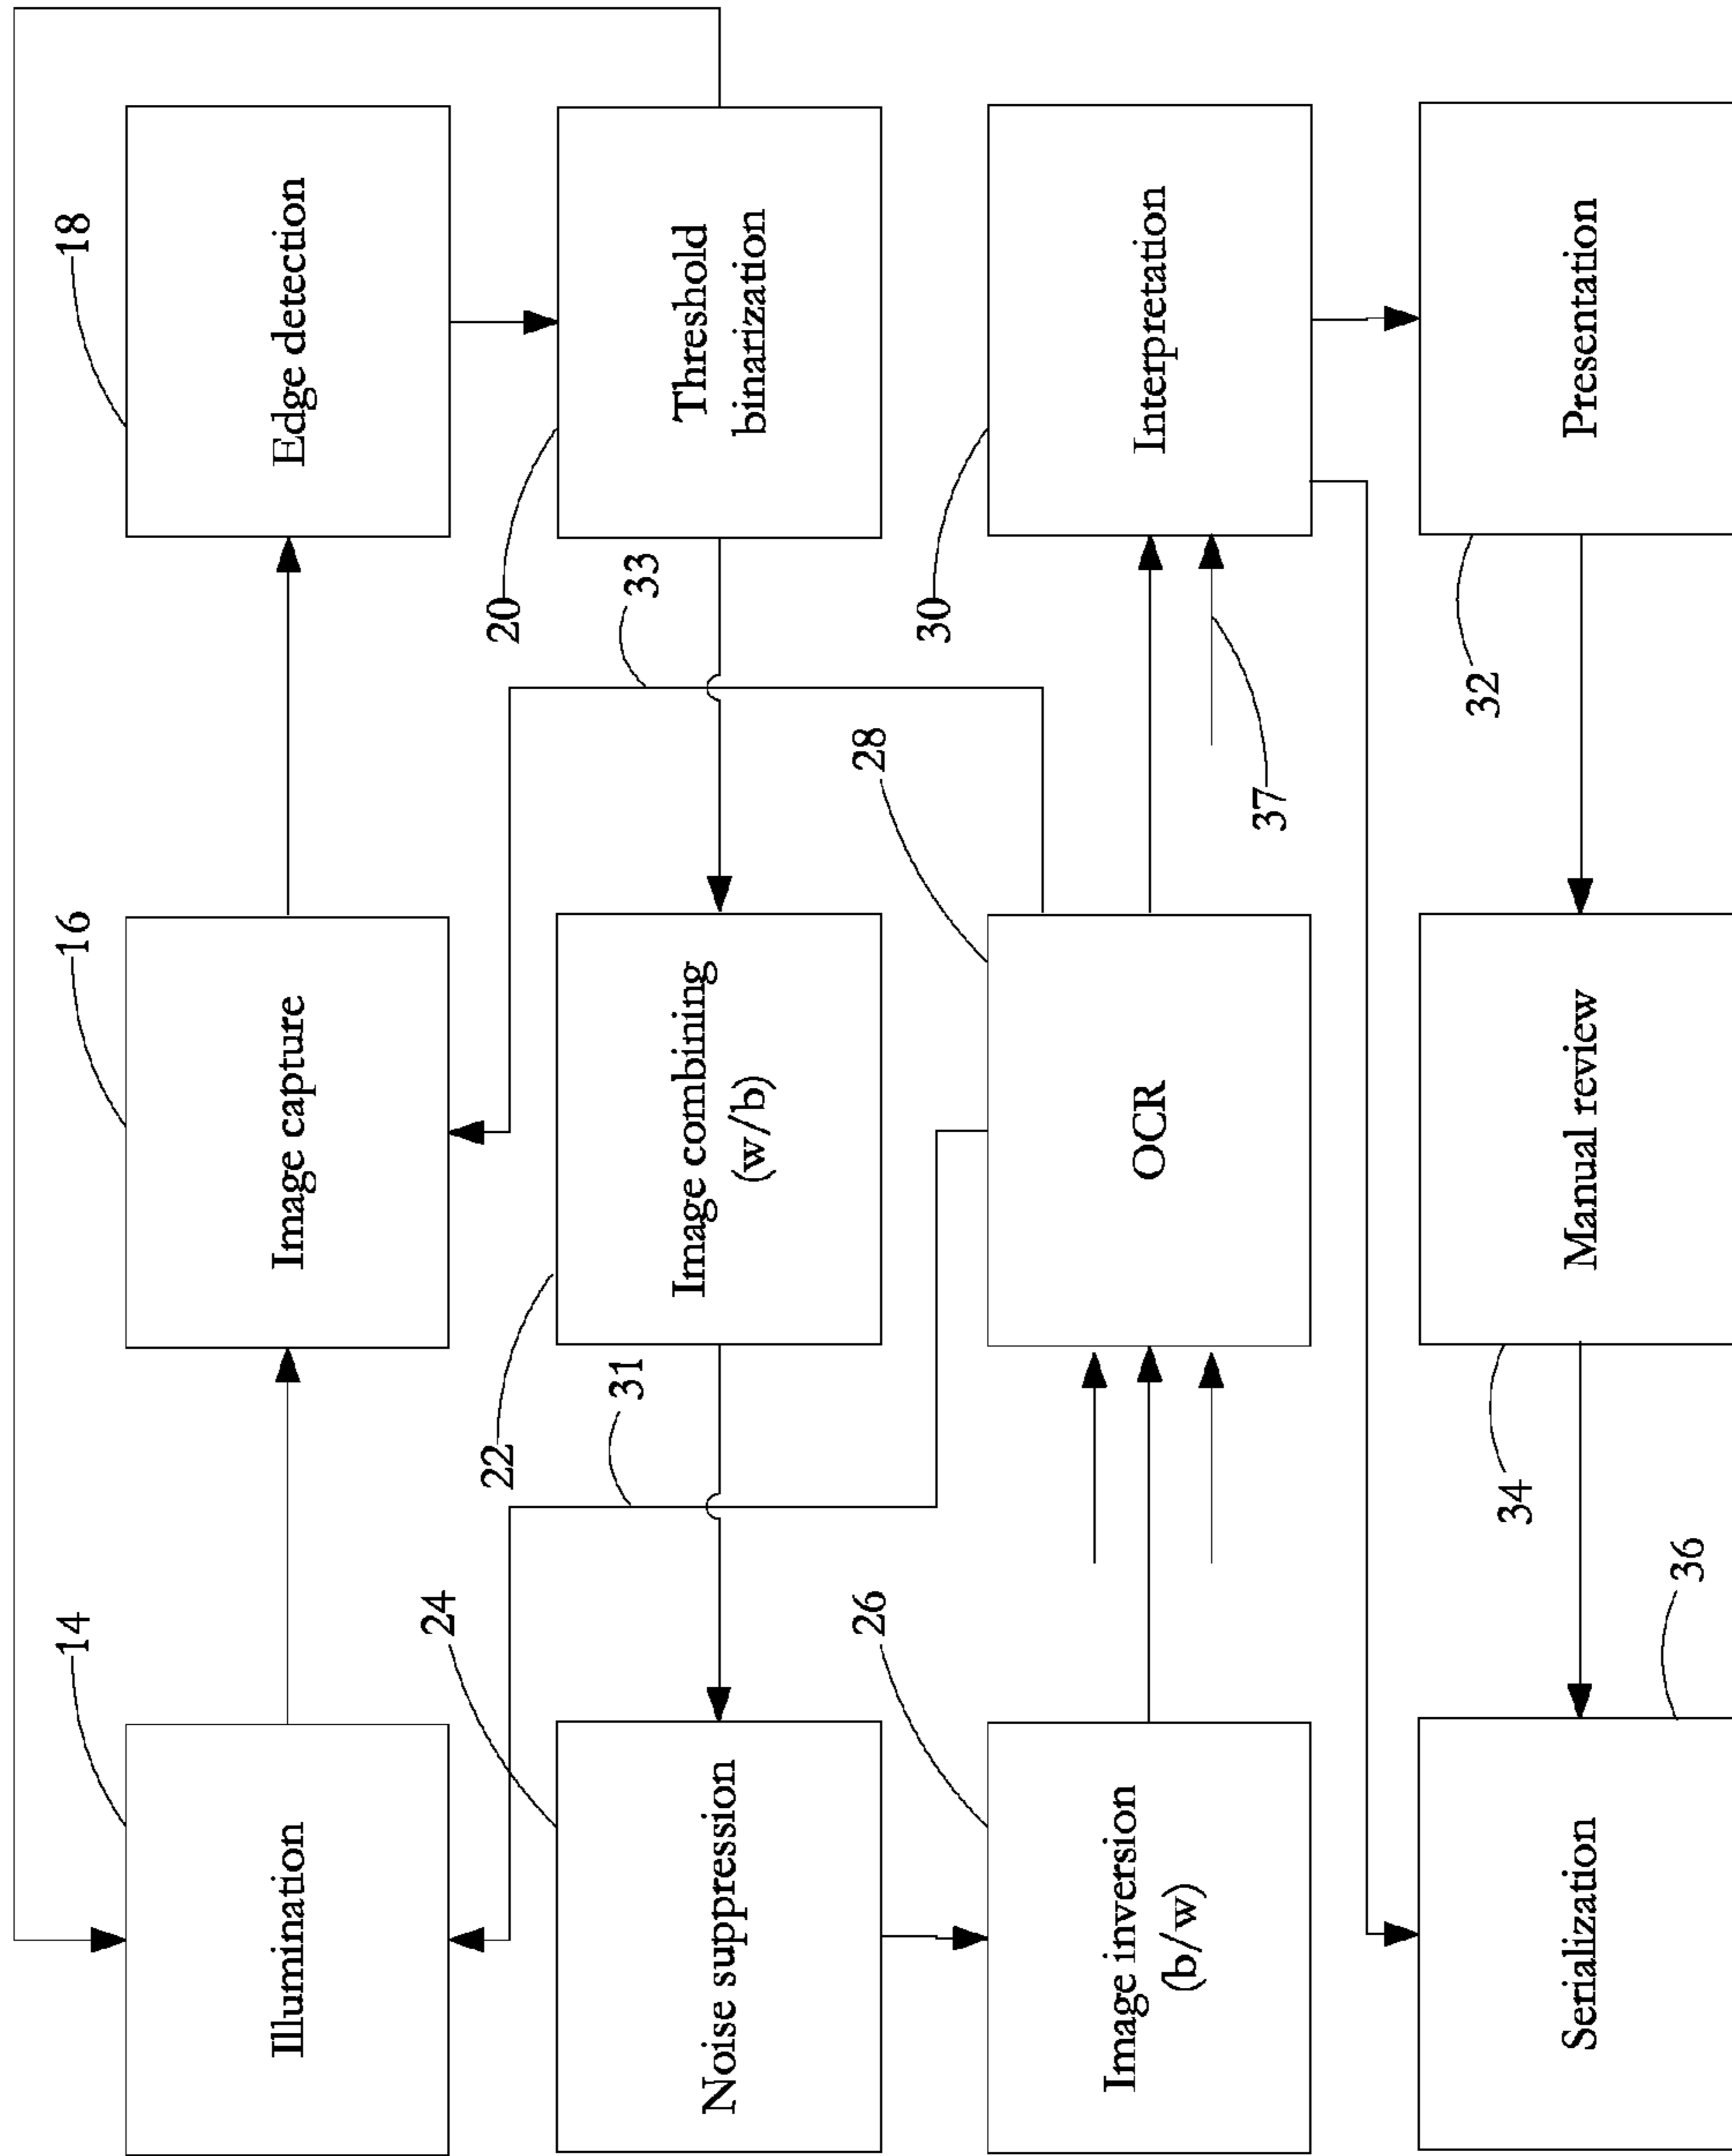 14
16
18
Illumination
Image capture
Edge detection
24
22
20
31
33
Noise suppression
Image combining
(w/b)
Threshold
binarization
26
28
30
Image inversion
(b/w)
OCR
Interpretation
37
34
32
Serialization
Manual review
Presentation
36